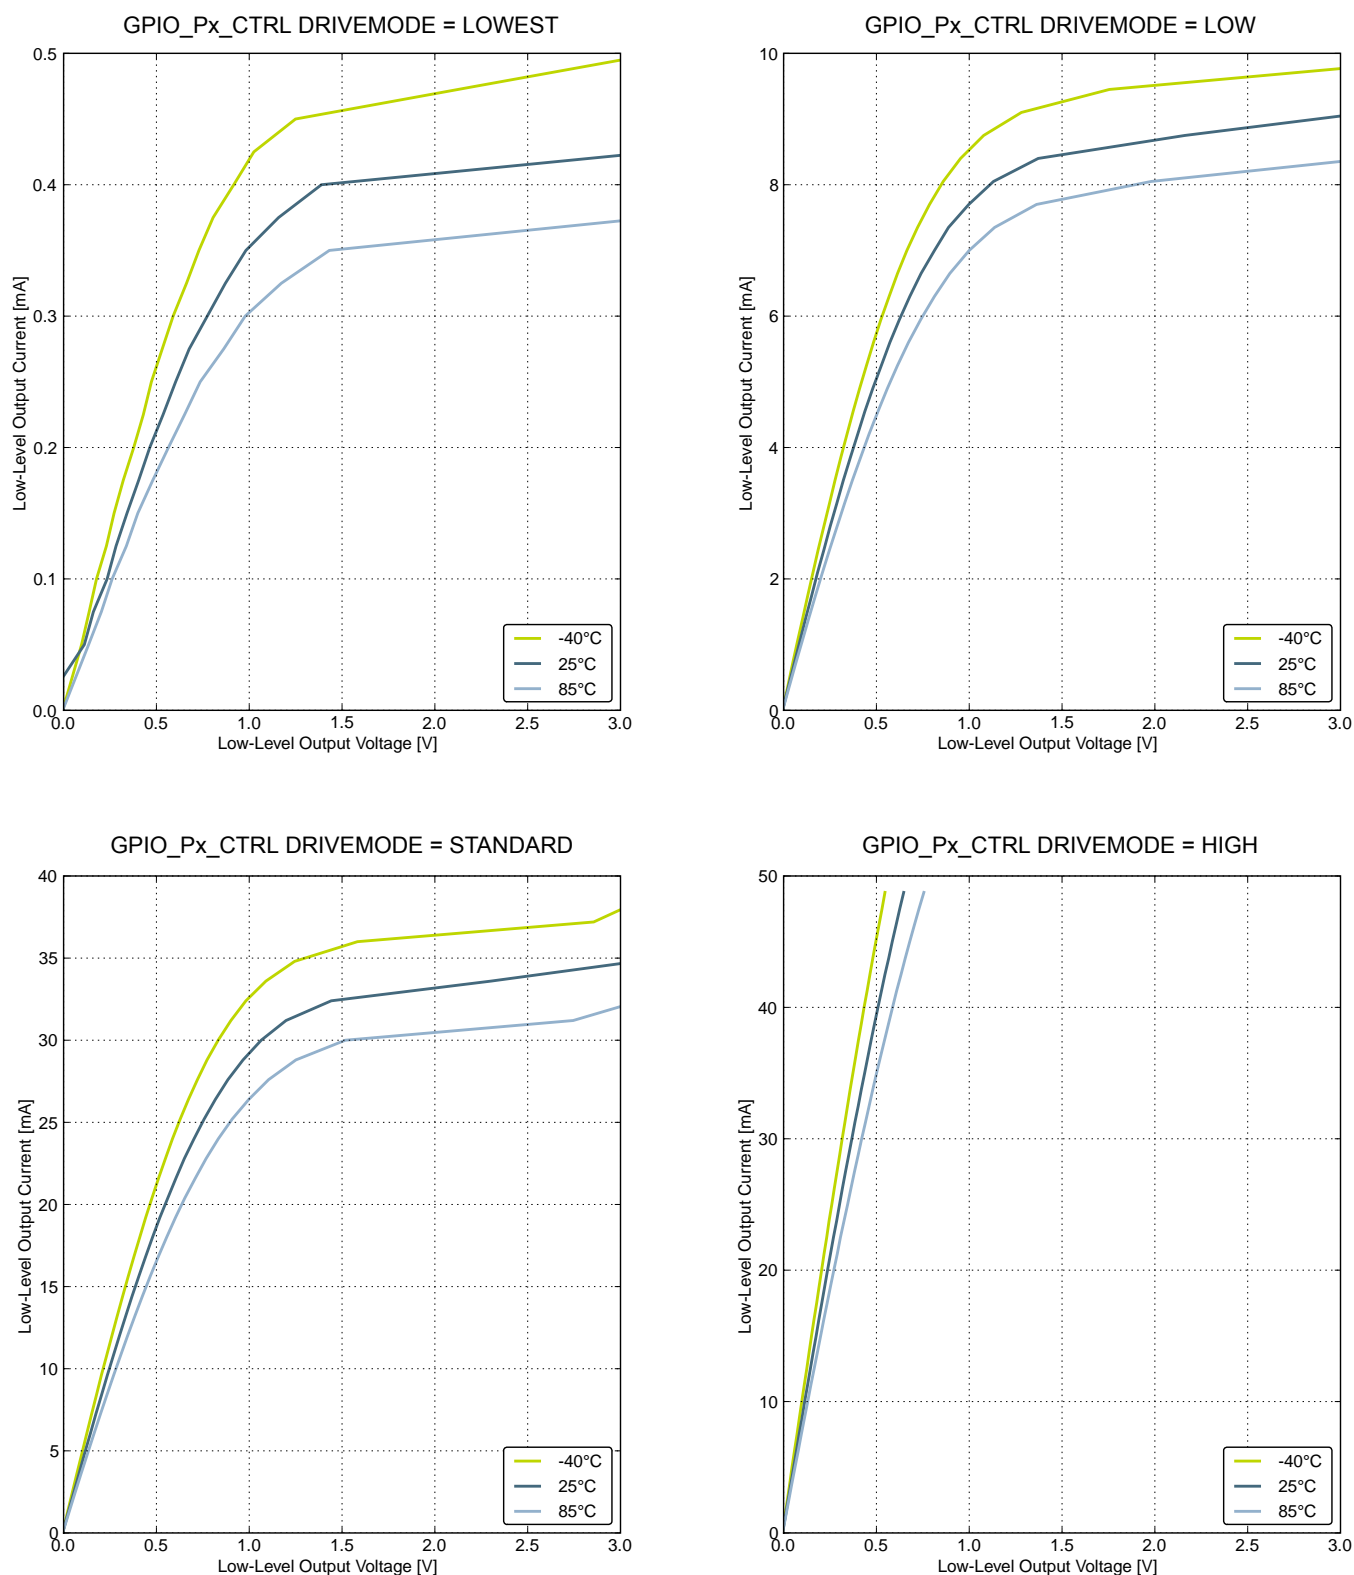 GPIO_Px_CTRL DRIVEMODE = LOWEST
0.5
0.4
0.3
0.2
0.1
0.0
Low-Level Output Current [mA]
-40°C
25°C
85°C
0.0 0.5 1.0 1.5 2.0 2.5 3.0
Low-Level Output Voltage [V]
GPIO_Px_CTRL DRIVEMODE = LOW
10
8
6
4
2
0
Low-Level Output Current [mA]
-40°C
25°C
85°C
0.0 0.5 1.0 1.5 2.0 2.5 3.0
Low-Level Output Voltage [V]
GPIO_Px_CTRL DRIVEMODE = STANDARD
40
35
30
25
20
15
10
5
0
Low-Level Output Current [mA]
-40°C
25°C
85°C
0.0 0.5 1.0 1.5 2.0 2.5 3.0
Low-Level Output Voltage [V]
GPIO_Px_CTRL DRIVEMODE = HIGH
50
40
30
20
10
0
Low-Level Output Current [mA]
-40°C
25°C
85°C
0.0 0.5 1.0 1.5 2.0 2.5 3.0
Low-Level Output Voltage [V]